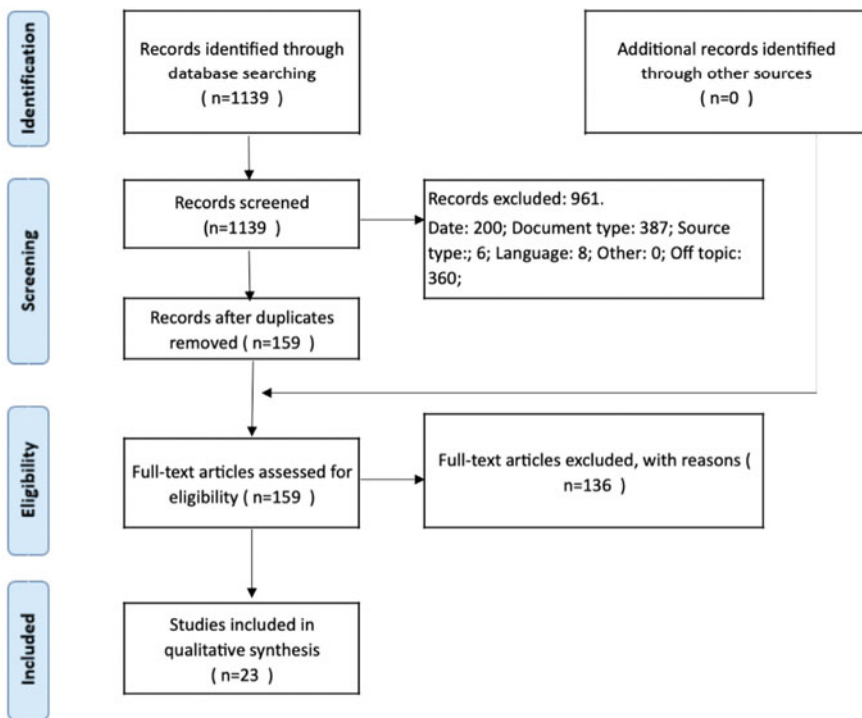 Identification
Records identified through
database searching
( n=1139 )
Additional records identified
through other sources
( n=0 )
Screening
Records screened
(n=1139 )
Records excluded: 961.
Date: 200; Document type: 387; Source
type:; 6; Language: 8; Other: 0; Off topic:
360;
Records after duplicates
removed ( n=159 )
Eligibility
Full-text articles assessed for
eligibility ( n=159 )
Full-text articles excluded, with reasons (
n=136 )
Included
Studies included in
qualitative synthesis
( n=23 )